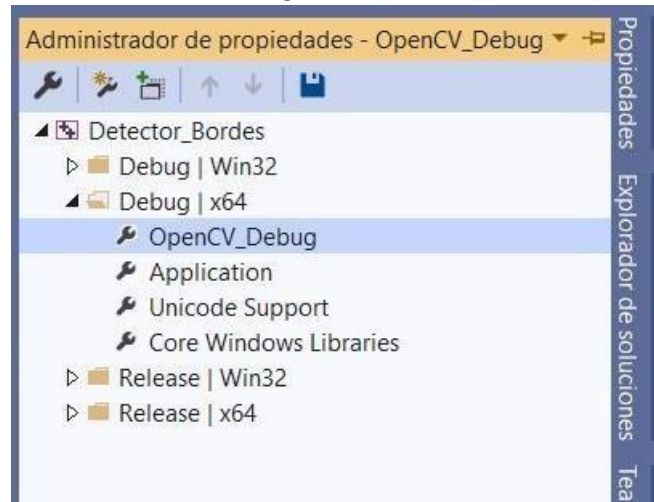 Administrador de propiedades - OpenCV_Debug
Detector_Bordes
Debug | Win32
Debug | x64
OpenCV_Debug
Application
Unicode Support
Core Windows Libraries
Release | Win32
Release | x64
Propiedades
Explorador de soluciones
Tea